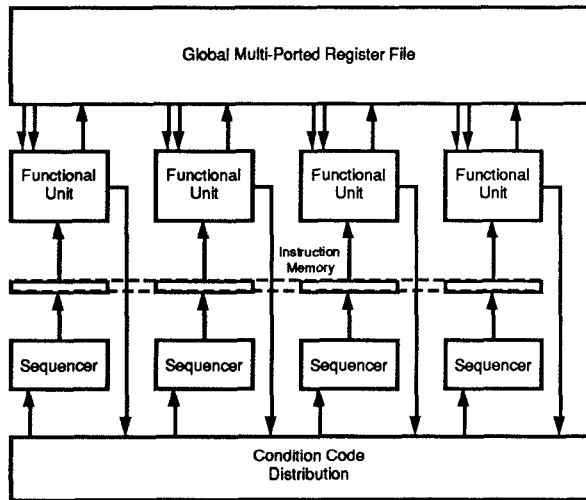 Global Multi-Ported Register File
Functional
Unit
Functional
Unit
Functional
Unit
Functional
Unit
Instruction
Memory
Sequencer
Sequencer
Sequencer
Sequencer
Condition Code
Distribution